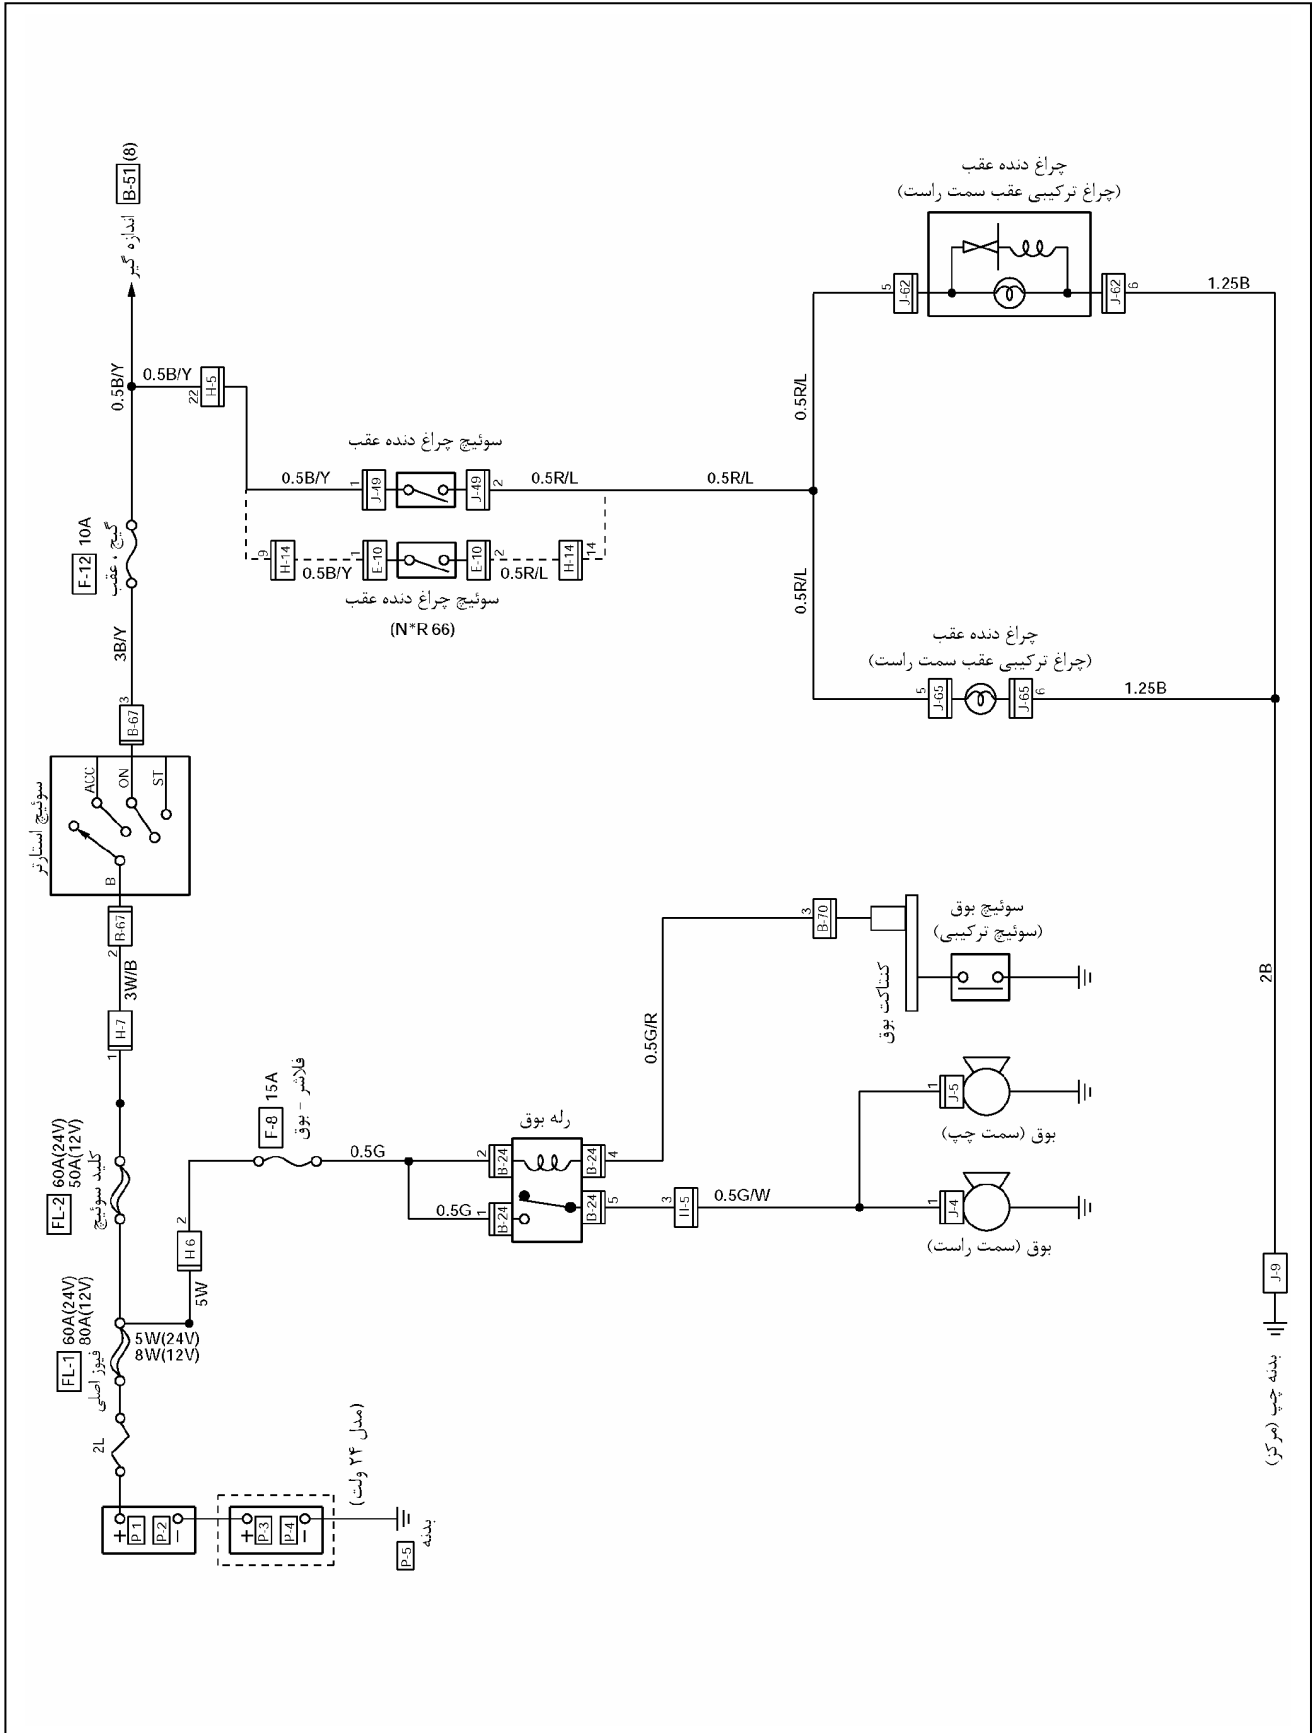 B-51 (8)
اندازه گیر
0.5B/Y
0.5B/Y
22
H-5
چراغ دنده عقب
(چراغ ترکیبی عقب سمت راست)
5
J-62
J-62
6
1.25B
0.5R/L
سوئیچ چراغ دنده عقب
0.5B/Y
1
J-49
J-49
2
0.5R/L
0.5R/L
F-12 10A
گیج ، عقب
9
H-14
0.5B/Y
1
E-10
E-10
2
0.5R/L
H-14
14
سوئیچ چراغ دنده عقب
(N*R 66)
0.5R/L
3B/Y
چراغ دنده عقب
(چراغ ترکیبی عقب سمت راست)
5
J-65
J-65
6
1.25B
3
B-67
سوئیچ استارتر
ACC
ON
ST
B
B-67
2
3W/B
H-7
1
3
B-70
سوئیچ بوق
(سوئیچ ترکیبی)
کنتاکت بوق
2B
0.5G/R
F-8 15A
فلاشر - بوق
0.5G
رله بوق
2
B-24
B-24
4
0.5G
1
B-24
B-24
5
3
H-5
0.5G/W
1
J-5
بوق (سمت چپ)
1
J-4
بوق (سمت راست)
FL-2
60A(24V)
50A(12V)
کلید سوئیچ
2
H 6
5W
FL-1
60A(24V)
80A(12V)
فیوز اصلی
5W(24V)
8W(12V)
J-9
بدنه چپ (مرکز)
2L
+
P-1
P-2
–
+
P-3
P-4
–
(مدل ۲۴ ولت)
P-5
بدنه